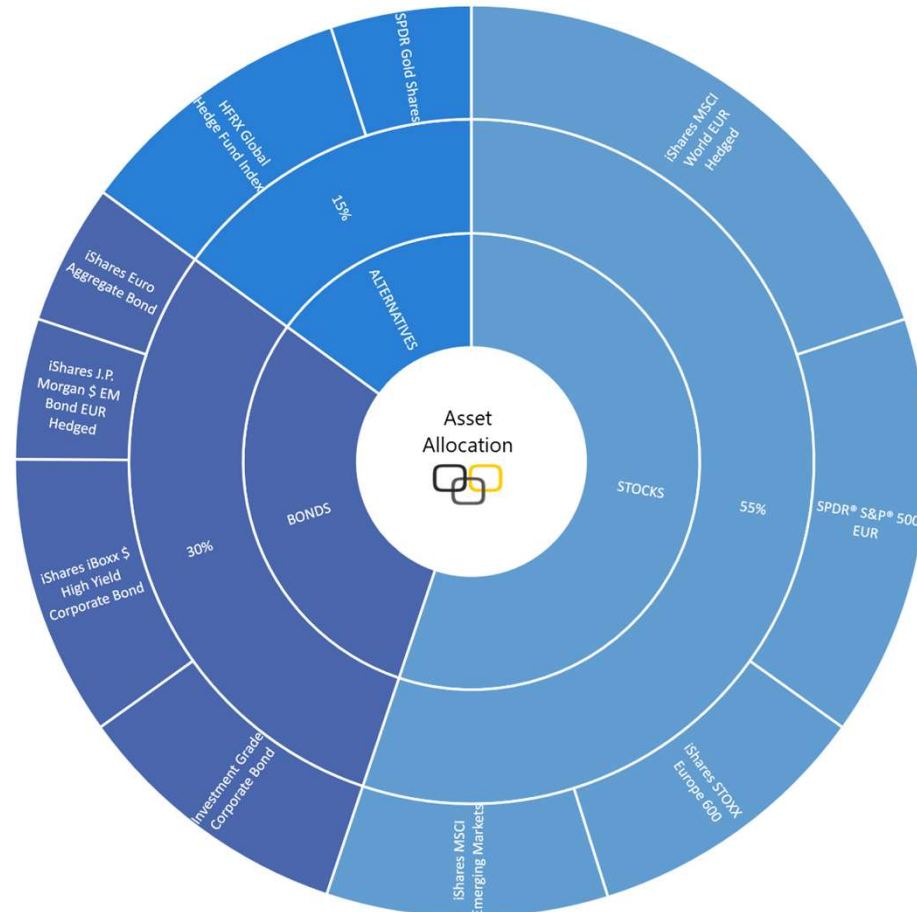 Asset
Allocation
STOCKS
55%
iShares MSCI
World EUR
Hedged
SPDR® S&P® 500
EUR
iShares STOXX
Europe 600
iShares MSCI
Emerging Markets
BONDS
30%
Investment Grade
Corporate Bond
iShares iBoxx $
High Yield
Corporate Bond
iShares J.P.
Morgan $ EM
Bond EUR
Hedged
iShares Euro
Aggregate Bond
ALTERNATIVES
15%
HFRX Global
Hedge Fund Index
SPDR Gold Shares